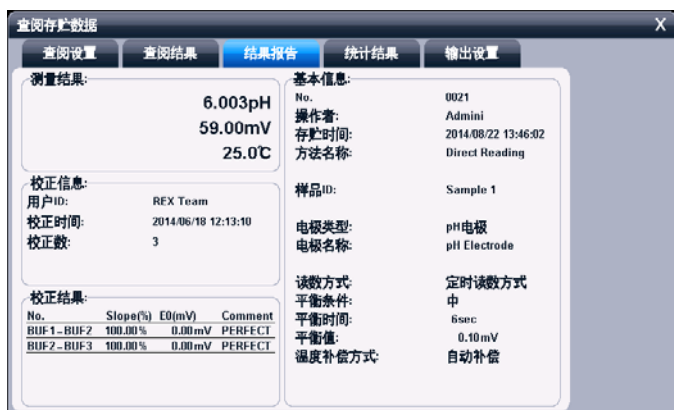 查阅存贮数据 X
查阅设置 查阅结果 结果报告 统计结果 输出设置
测量结果:
6.003pH
59.00mV
25.0℃
校正信息:
用户ID: REX Team
校正时间: 2014/06/18 12:13:10
校正数: 3
校正结果:
No. Slope(%) E0(mV) Comment
BUF1-BUF2 100.00% 0.00mV PERFECT
BUF2-BUF3 100.00% 0.00mV PERFECT
基本信息:
No. 0021
操作者: Admini
存贮时间: 2014/08/22 13:46:02
方法名称: Direct Reading
样品ID: Sample 1
电极类型: pH电极
电极名称: pH Electrode
读数方式: 定时读数方式
平衡条件: 中
平衡时间: 6sec
平衡值: 0.10mV
温度补偿方式: 自动补偿